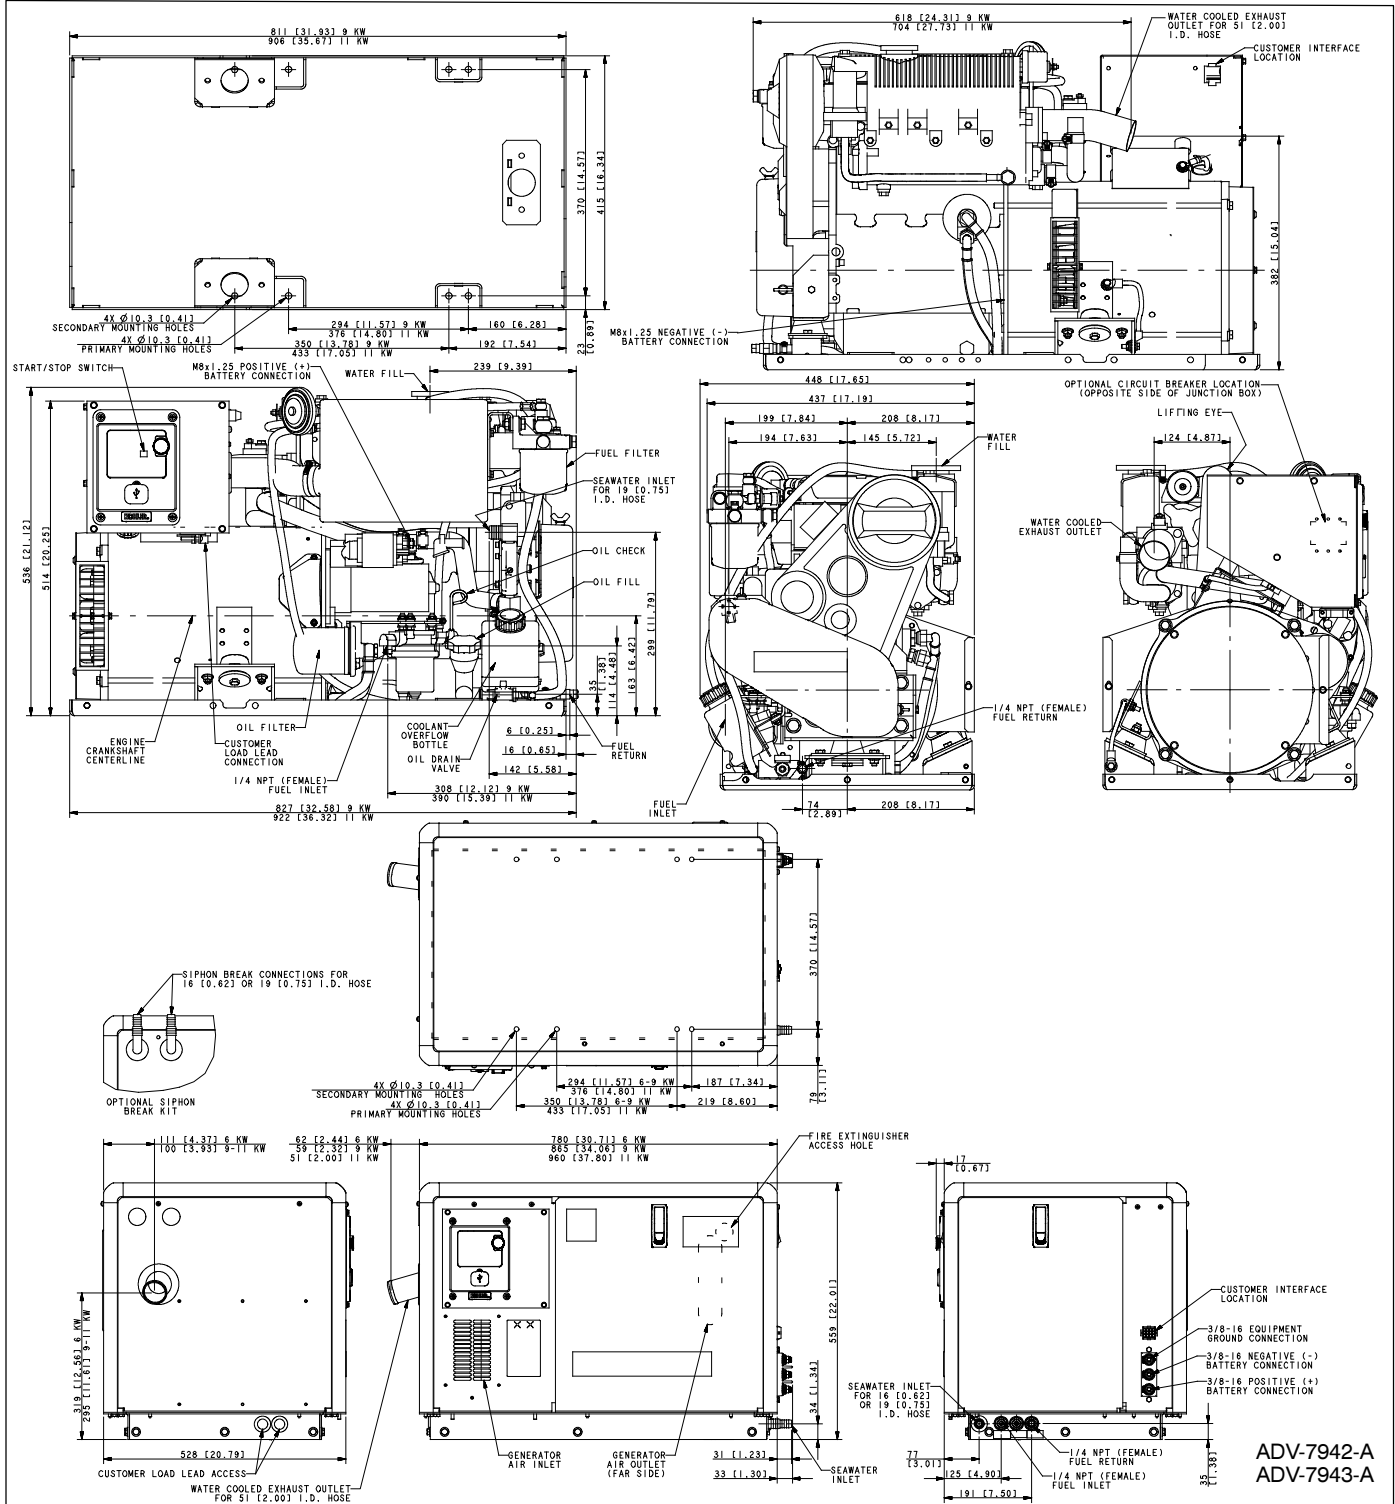 811 [31.93] 9 KW
906 [35.67] 11 KW
370 [14.57]
415 [16.34]
4X Ø10.3 [0.41]
SECONDARY MOUNTING HOLES
4X Ø10.3 [0.41]
PRIMARY MOUNTING HOLES
294 [11.57] 9 KW
376 [14.80] 11 KW
160 [6.28]
350 [13.78] 9 KW
433 [17.05] 11 KW
192 [7.54]
23
[0.89]
618 [24.31] 9 KW
704 [27.73] 11 KW
WATER COOLED EXHAUST
OUTLET FOR 51 [2.00]
I.D. HOSE
CUSTOMER INTERFACE
LOCATION
382 [15.04]
M8x1.25 NEGATIVE (-)
BATTERY CONNECTION
START/STOP SWITCH
M8x1.25 POSITIVE (+)
BATTERY CONNECTION
WATER FILL
239 [9.39]
FUEL FILTER
SEAWATER INLET
FOR 19 [0.75]
I.D. HOSE
OIL CHECK
OIL FILL
536 [21.12]
514 [20.25]
KOHLER
299 [11.79]
163 [6.42]
114 [4.48]
35
[1.38]
ENGINE
CRANKSHAFT
CENTERLINE
OIL FILTER
CUSTOMER
LOAD LEAD
CONNECTION
1/4 NPT (FEMALE)
FUEL INLET
COOLANT
OVERFLOW
BOTTLE
OIL DRAIN
VALVE
6 [0.25]
16 [0.65]
142 [5.58]
FUEL
RETURN
308 [12.12] 9 KW
390 [15.39] 11 KW
827 [32.58] 9 KW
922 [36.32] 11 KW
448 [17.65]
437 [17.19]
199 [7.84]
208 [8.17]
194 [7.63]
145 [5.72]
WATER
FILL
1/4 NPT (FEMALE)
FUEL RETURN
FUEL
INLET
74
[2.89]
208 [8.17]
OPTIONAL CIRCUIT BREAKER LOCATION
(OPPOSITE SIDE OF JUNCTION BOX)
LIFTING EYE
124 [4.87]
WATER COOLED
EXHAUST OUTLET
370 [14.57]
79
[3.11]
SIPHON BREAK CONNECTIONS FOR
16 [0.62] OR 19 [0.75] I.D. HOSE
OPTIONAL SIPHON
BREAK KIT
4X Ø10.3 [0.41]
SECONDARY MOUNTING HOLES
4X Ø10.3 [0.41]
PRIMARY MOUNTING HOLES
294 [11.57] 6-9 KW
376 [14.80] 11 KW
187 [7.34]
350 [13.78] 6-9 KW
433 [17.05] 11 KW
219 [8.60]
111 [4.37] 6 KW
100 [3.93] 9-11 KW
62 [2.44] 6 KW
59 [2.32] 9 KW
51 [2.00] 11 KW
780 [30.71] 6 KW
865 [34.06] 9 KW
960 [37.80] 11 KW
FIRE EXTINGUISHER
ACCESS HOLE
17
[0.67]
319 [12.56] 6 KW
295 [11.61] 9-11 KW
528 [20.79]
CUSTOMER LOAD LEAD ACCESS
WATER COOLED EXHAUST OUTLET
FOR 51 [2.00] I.D. HOSE
KOHLER
559 [22.01]
34 [1.34]
GENERATOR
AIR INLET
GENERATOR
AIR OUTLET
(FAR SIDE)
31 [1.23]
33 [1.30]
SEAWATER
INLET
CUSTOMER INTERFACE
LOCATION
3/8-16 EQUIPMENT
GROUND CONNECTION
3/8-16 NEGATIVE (-)
BATTERY CONNECTION
3/8-16 POSITIVE (+)
BATTERY CONNECTION
SEAWATER INLET
FOR 16 [0.62]
OR 19 [0.75]
I.D. HOSE
77
[3.01]
125 [4.90]
191 [7.50]
1/4 NPT (FEMALE)
FUEL RETURN
1/4 NPT (FEMALE)
FUEL INLET
35
[1.38]
ADV-7942-A
ADV-7943-A